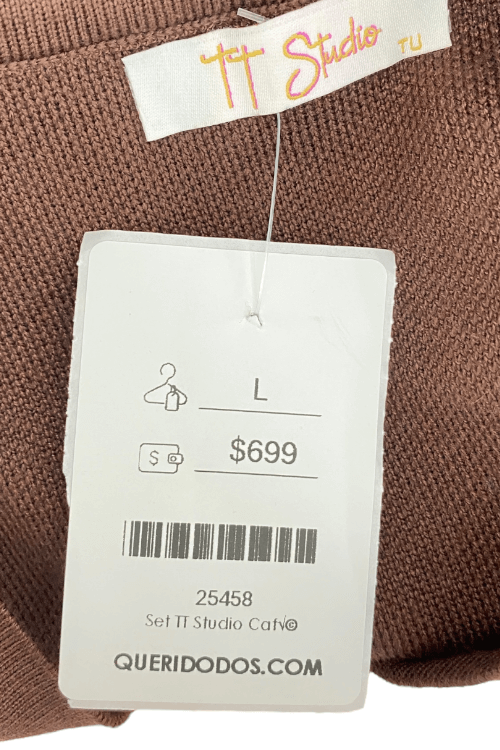 TT Studio TU
L
$
$699
25458
Set TT Studio Caf√©
QUERIDODOS.COM